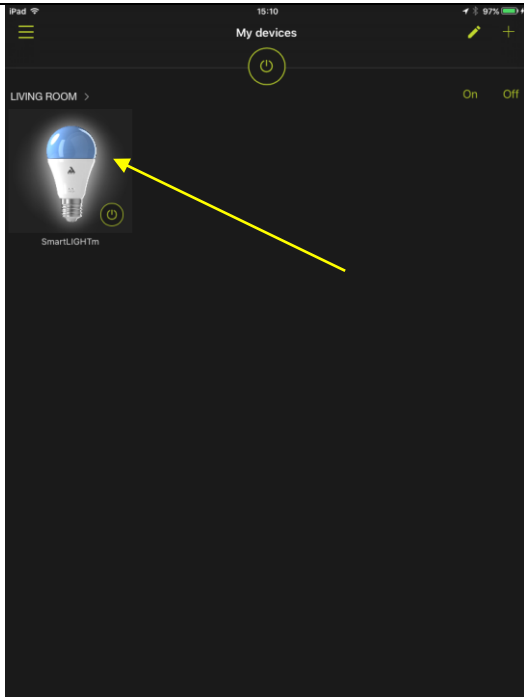 iPad 15:10 97%
My devices
LIVING ROOM >
On Off
SmartLIGHTm